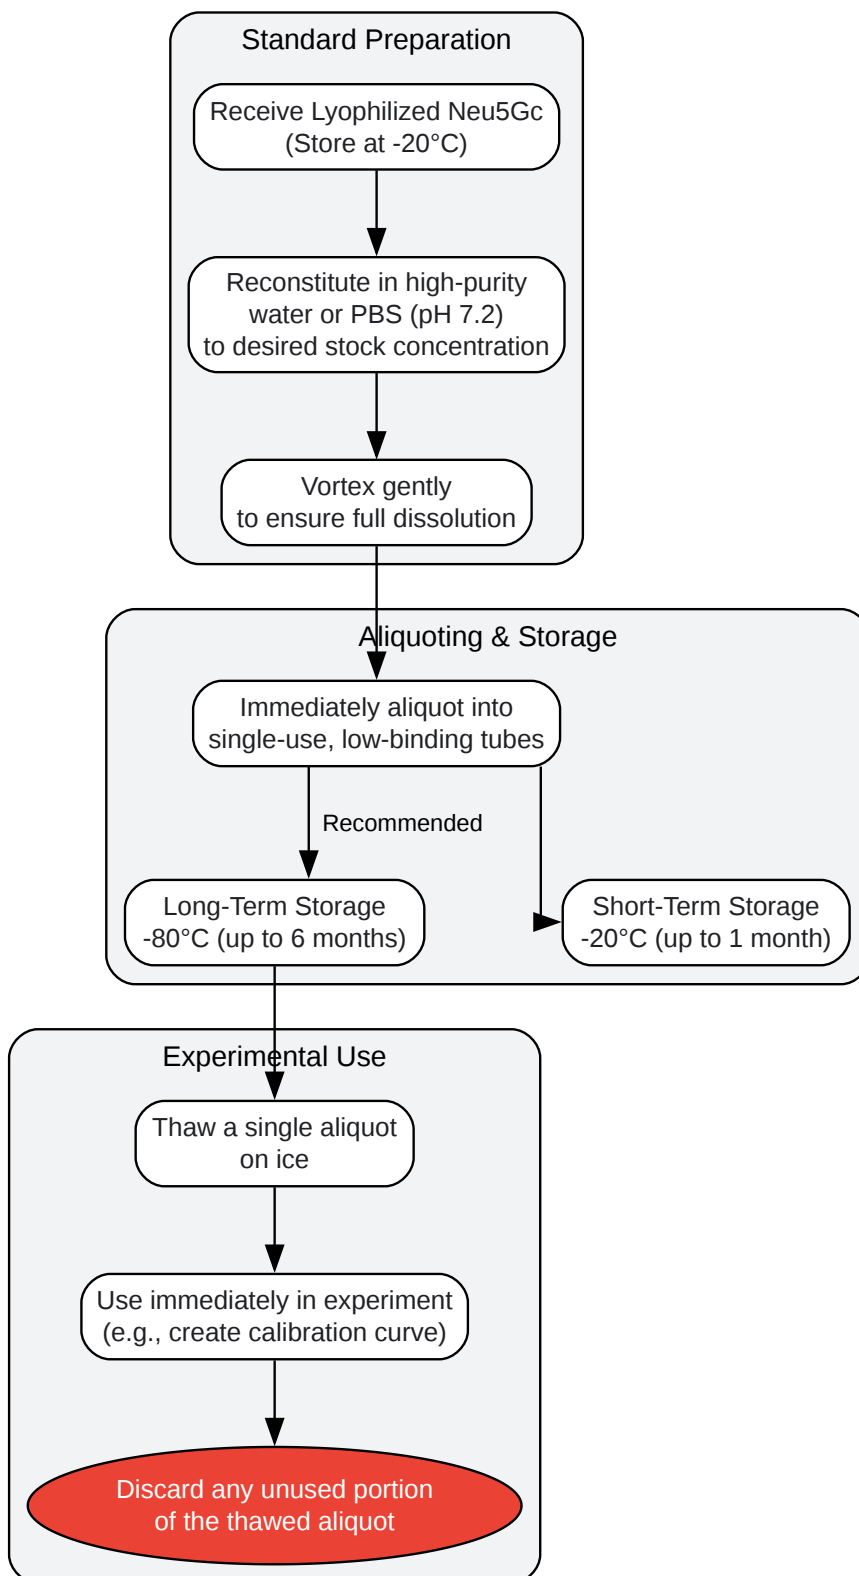 Standard Preparation
Receive Lyophilized Neu5Gc
(Store at -20°C)
Reconstitute in high-purity
water or PBS (pH 7.2)
to desired stock concentration
Vortex gently
to ensure full dissolution
Aliquoting & Storage
Immediately aliquot into
single-use, low-binding tubes
Recommended
Long-Term Storage
-80°C (up to 6 months)
Short-Term Storage
-20°C (up to 1 month)
Experimental Use
Thaw a single aliquot
on ice
Use immediately in experiment
(e.g., create calibration curve)
Discard any unused portion
of the thawed aliquot